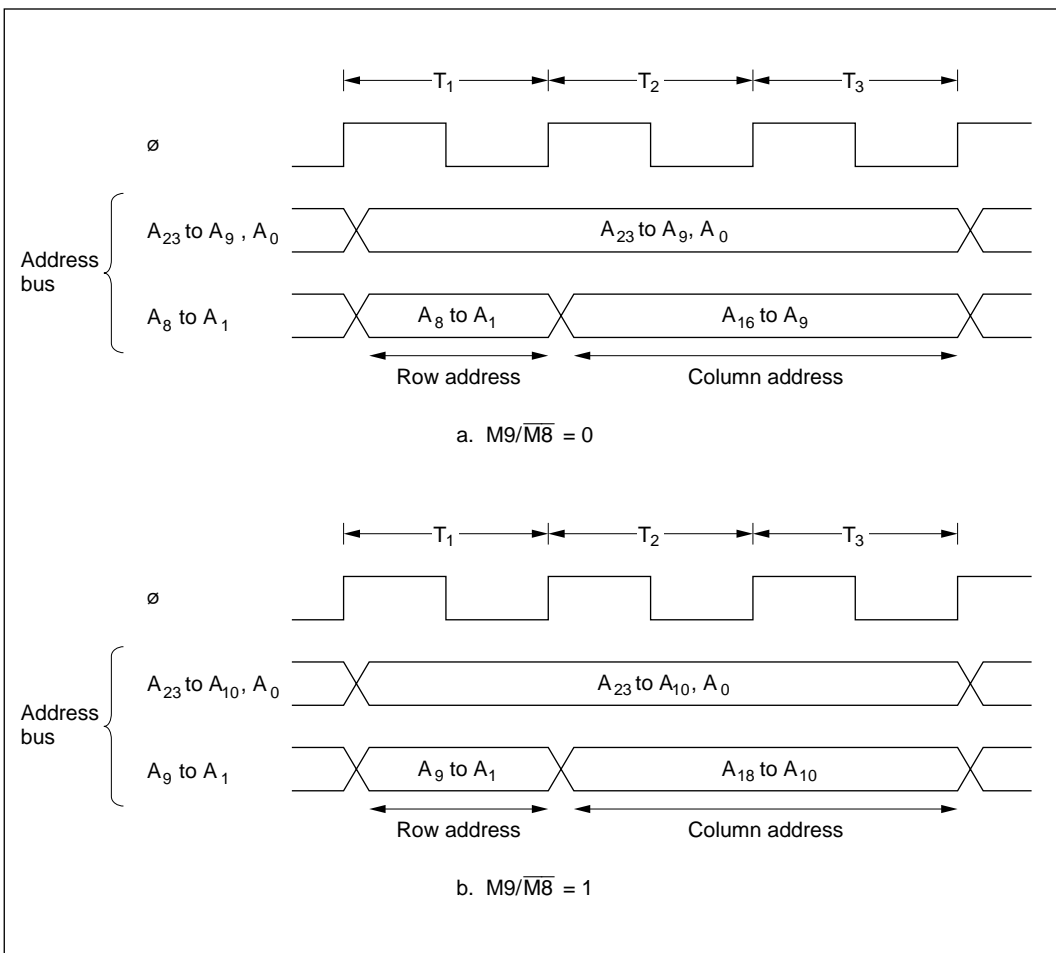 T₁ T₂ T₃
ø
Address bus
A₂₃ to A₉ , A₀
A₂₃ to A₉, A₀
A₈ to A₁
A₈ to A₁
A₁₆ to A₉
Row address
Column address
a. M9/M̅8̅ = 0
T₁ T₂ T₃
ø
Address bus
A₂₃ to A₁₀, A₀
A₂₃ to A₁₀, A₀
A₉ to A₁
A₉ to A₁
A₁₈ to A₁₀
Row address
Column address
b. M9/M̅8̅ = 1